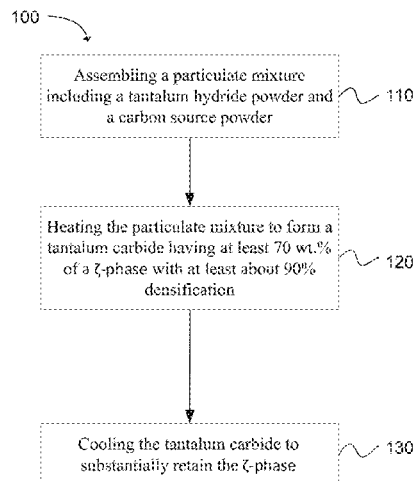 100
Assembling a particulate mixture
including a tantalum hydride powder and
a carbon source powder
110
Heating the particulate mixture to form a
tantalum carbide having at least 70 wt.%
of a ζ-phase with at least about 90%
densification
120
Cooling the tantalum carbide to
substantially retain the ζ-phase
130